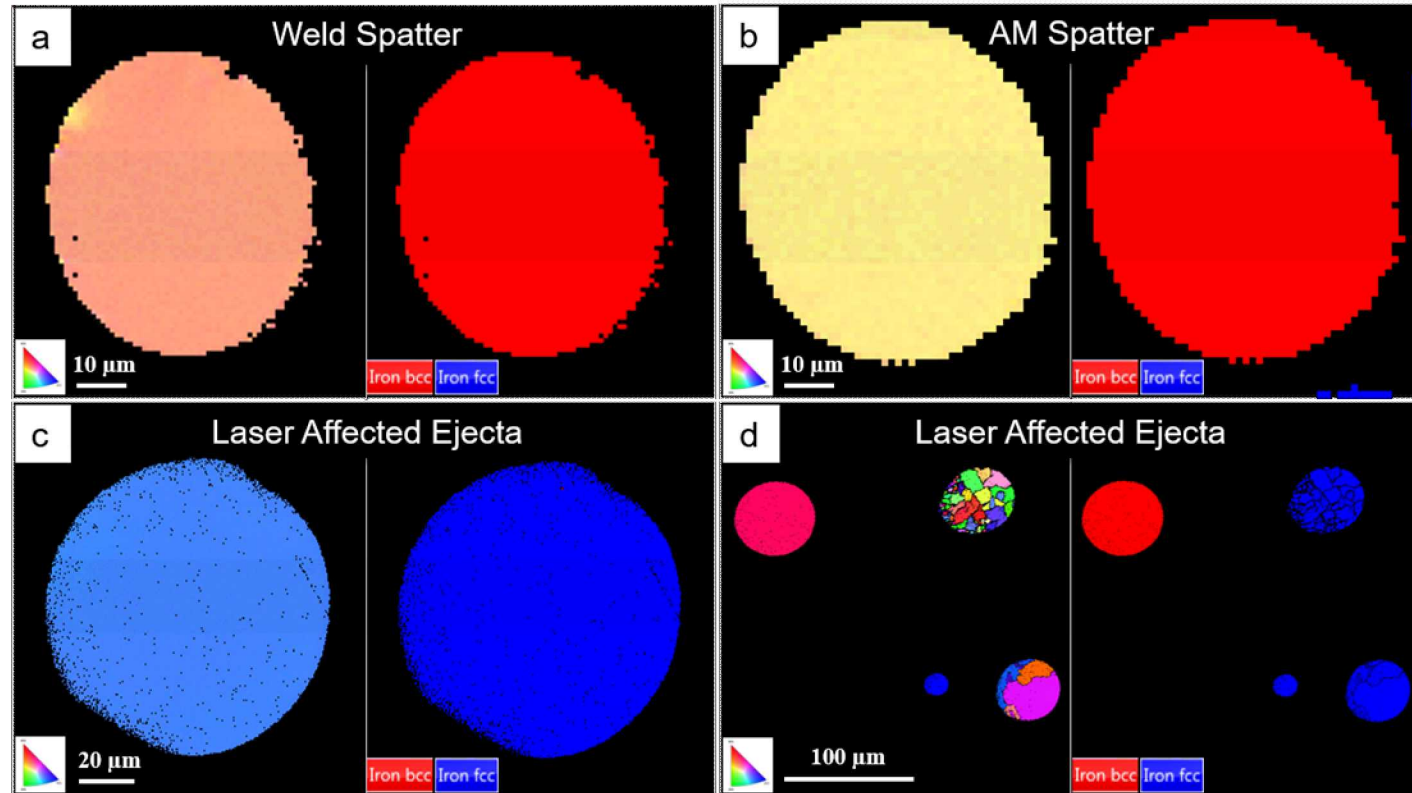 a
Weld Spatter
10 µm
Iron bcc
Iron fcc
b
AM Spatter
10 µm
Iron bcc
Iron fcc
c
Laser Affected Ejecta
20 µm
Iron bcc
Iron fcc
d
Laser Affected Ejecta
100 µm
Iron bcc
Iron fcc